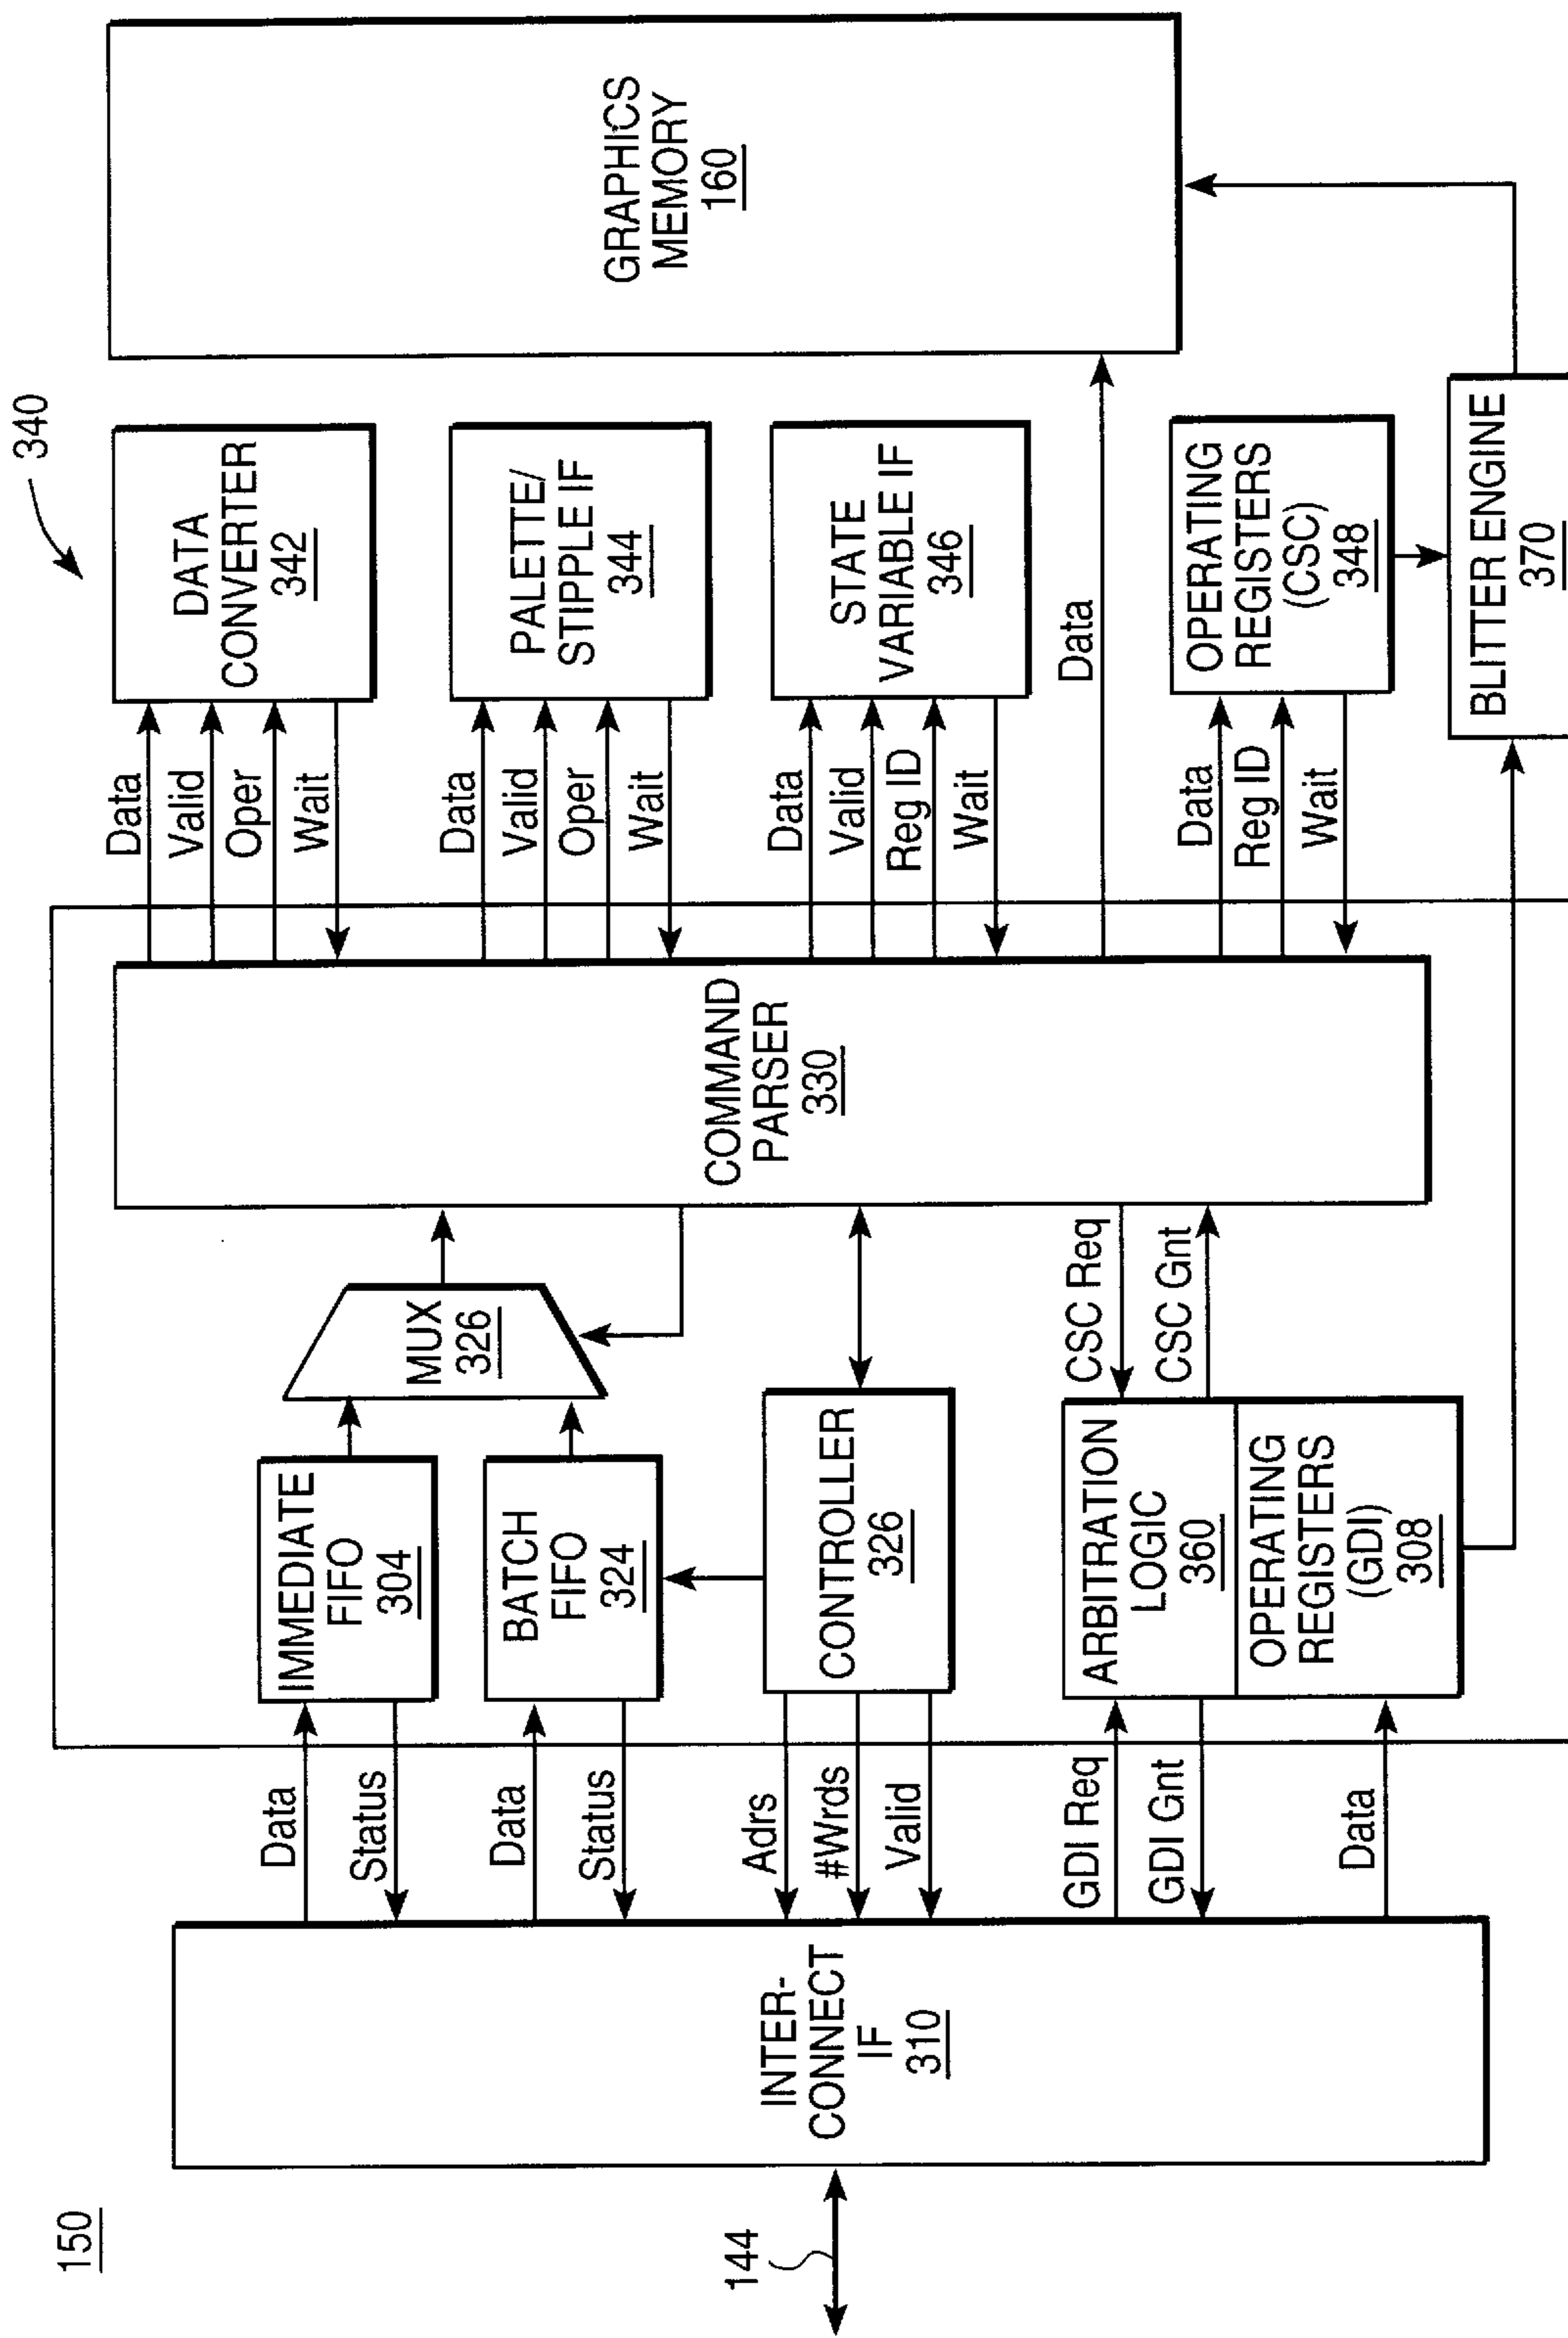 150
144
INTER-
CONNECT
IF
310
Data
Status
Data
Status
Adrs
#Wrds
Valid
GDI Req
GDI Gnt
Data
IMMEDIATE
FIFO
304
BATCH
FIFO
324
CONTROLLER
326
ARBITRATION
LOGIC
360
OPERATING
REGISTERS
(GDI)
308
MUX
326
CSC Req
CSC Gnt
COMMAND
PARSER
330
Data
Valid
Oper
Wait
Data
Valid
Oper
Wait
Data
Valid
Reg ID
Wait
Data
Data
Reg ID
Wait
340
DATA
CONVERTER
342
PALETTE/
STIPPLE IF
344
STATE
VARIABLE IF
346
OPERATING
REGISTERS
(CSC)
348
BLITTER ENGINE
370
GRAPHICS
MEMORY
160